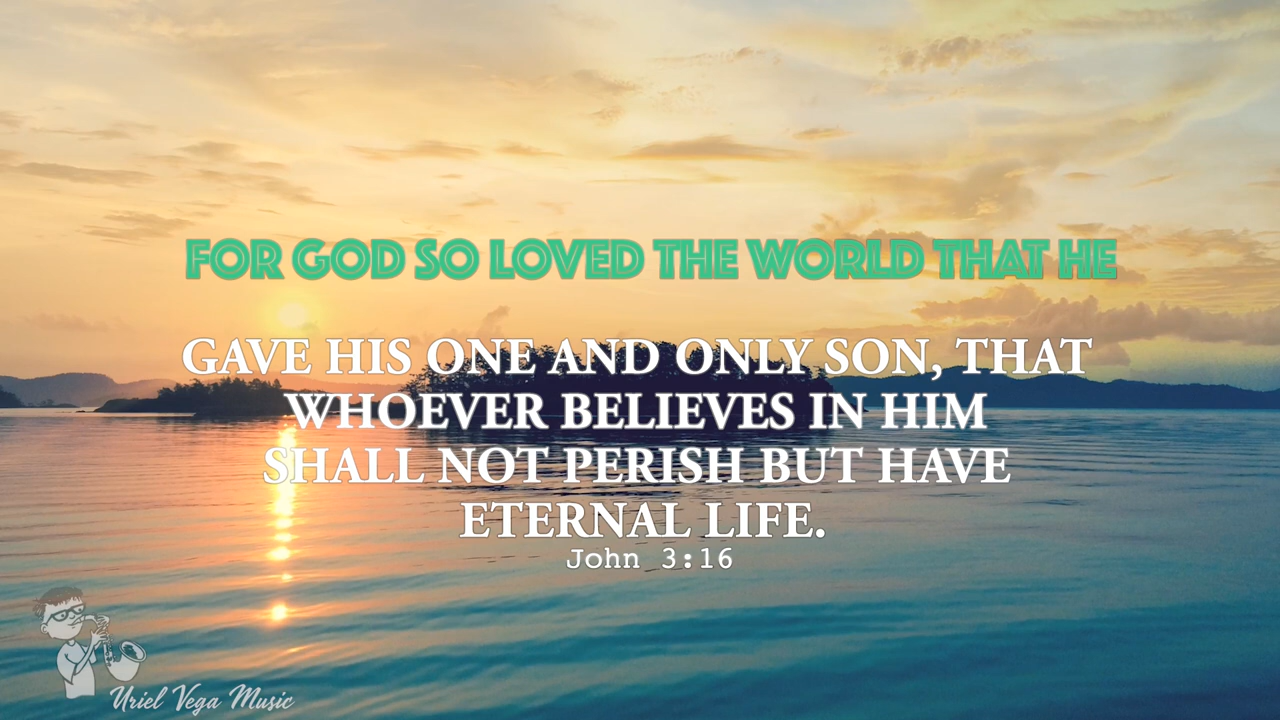 FOR GOD SO LOVED THE WORLD THAT HE
GAVE HIS ONE AND ONLY SON, THAT
WHOEVER BELIEVES IN HIM
SHALL NOT PERISH BUT HAVE
ETERNAL LIFE.
John 3:16
Uriel Vega Music